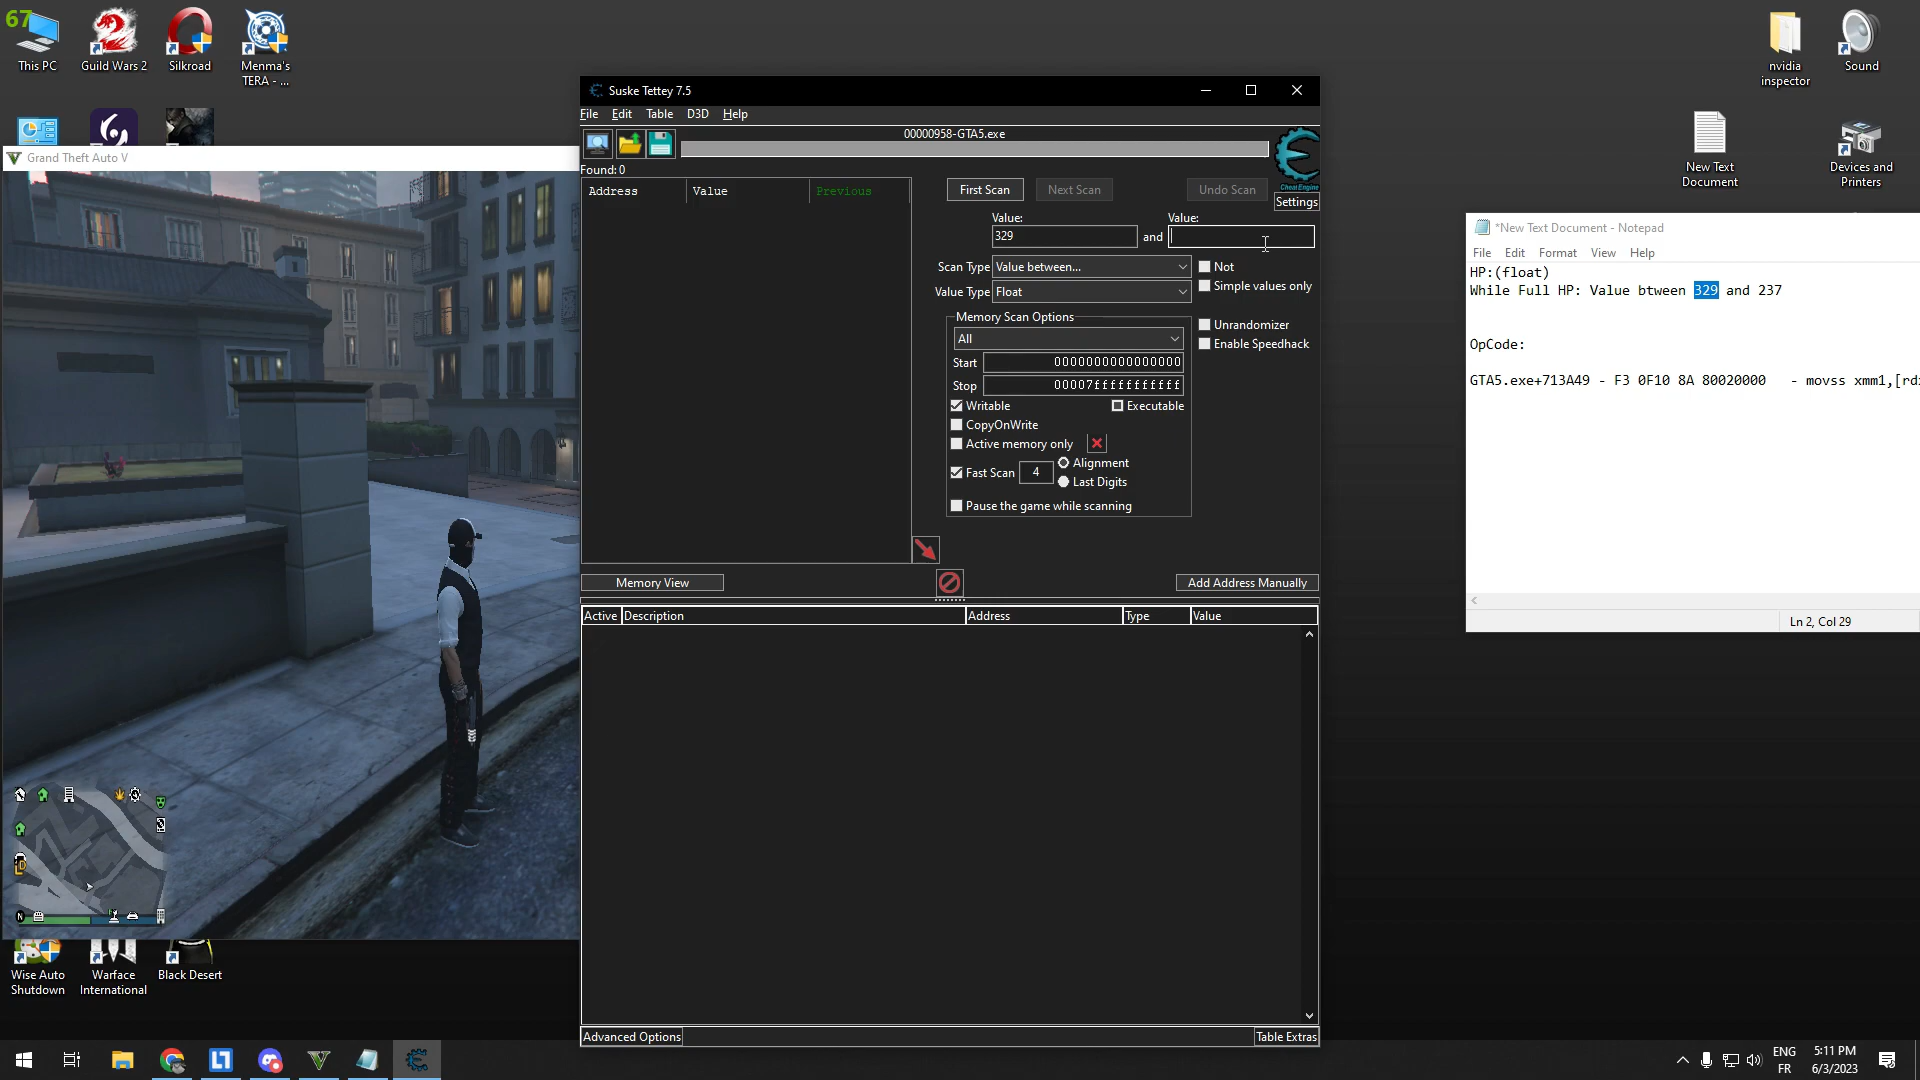 67
This PC
Guild Wars 2
Silkroad
Menma's
TERA - ...
nvidia
inspector
Sound
New Text
Document
Devices and
Printers
Grand Theft Auto V
Suske Tettey 7.5
File Edit Table D3D Help
00000958-GTA5.exe
Found: 0
Address Value Previous
First Scan Next Scan Undo Scan
Cheat Engine
Settings
Value: Value:
329 and
Scan Type Value between... Not
Value Type Float Simple values only
Memory Scan Options
All
Unrandomizer
Enable Speedhack
Start 0000000000000000
Stop 00007fffffffffff
Writable Executable
CopyOnWrite
Active memory only
Fast Scan 4 Alignment
Last Digits
Pause the game while scanning
Memory View Add Address Manually
Active Description Address Type Value
Advanced Options Table Extras
*New Text Document - Notepad
File Edit Format View Help
HP:(float)
While Full HP: Value btween 329 and 237
OpCode:
GTA5.exe+713A49 - F3 0F10 8A 80020000 - movss xmm1,[rd
Ln 2, Col 29
N
Wise Auto
Shutdown
Warface
International
Black Desert
ENG
FR
5:11 PM
6/3/2023